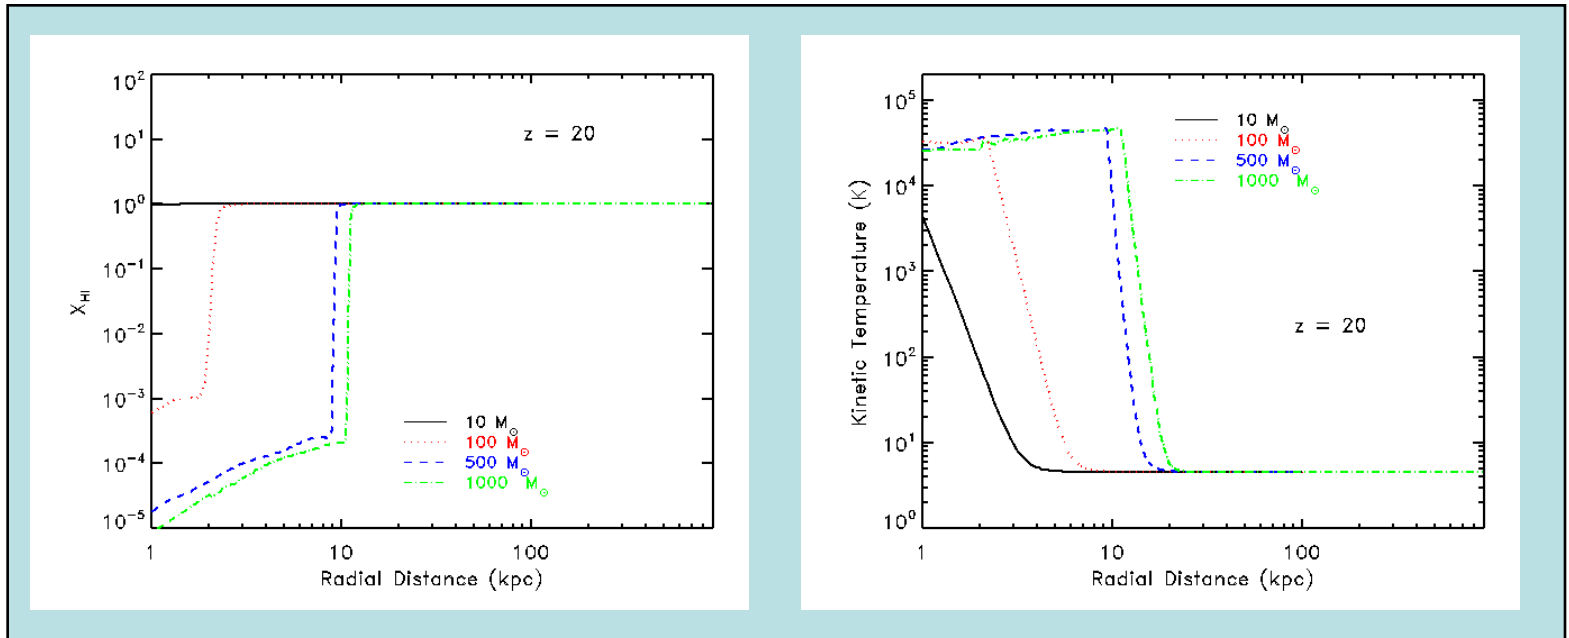 10²
10¹
10⁰
10⁻¹
10⁻²
10⁻³
10⁻⁴
10⁻⁵
X_HI
z = 20
10 M☉
100 M☉
500 M☉
1000 M☉
1 10 100
Radial Distance (kpc)
10⁵
10⁴
10³
10²
10¹
10⁰
Kinetic Temperature (K)
10 M☉
100 M☉
500 M☉
1000 M☉
z = 20
1 10 100
Radial Distance (kpc)